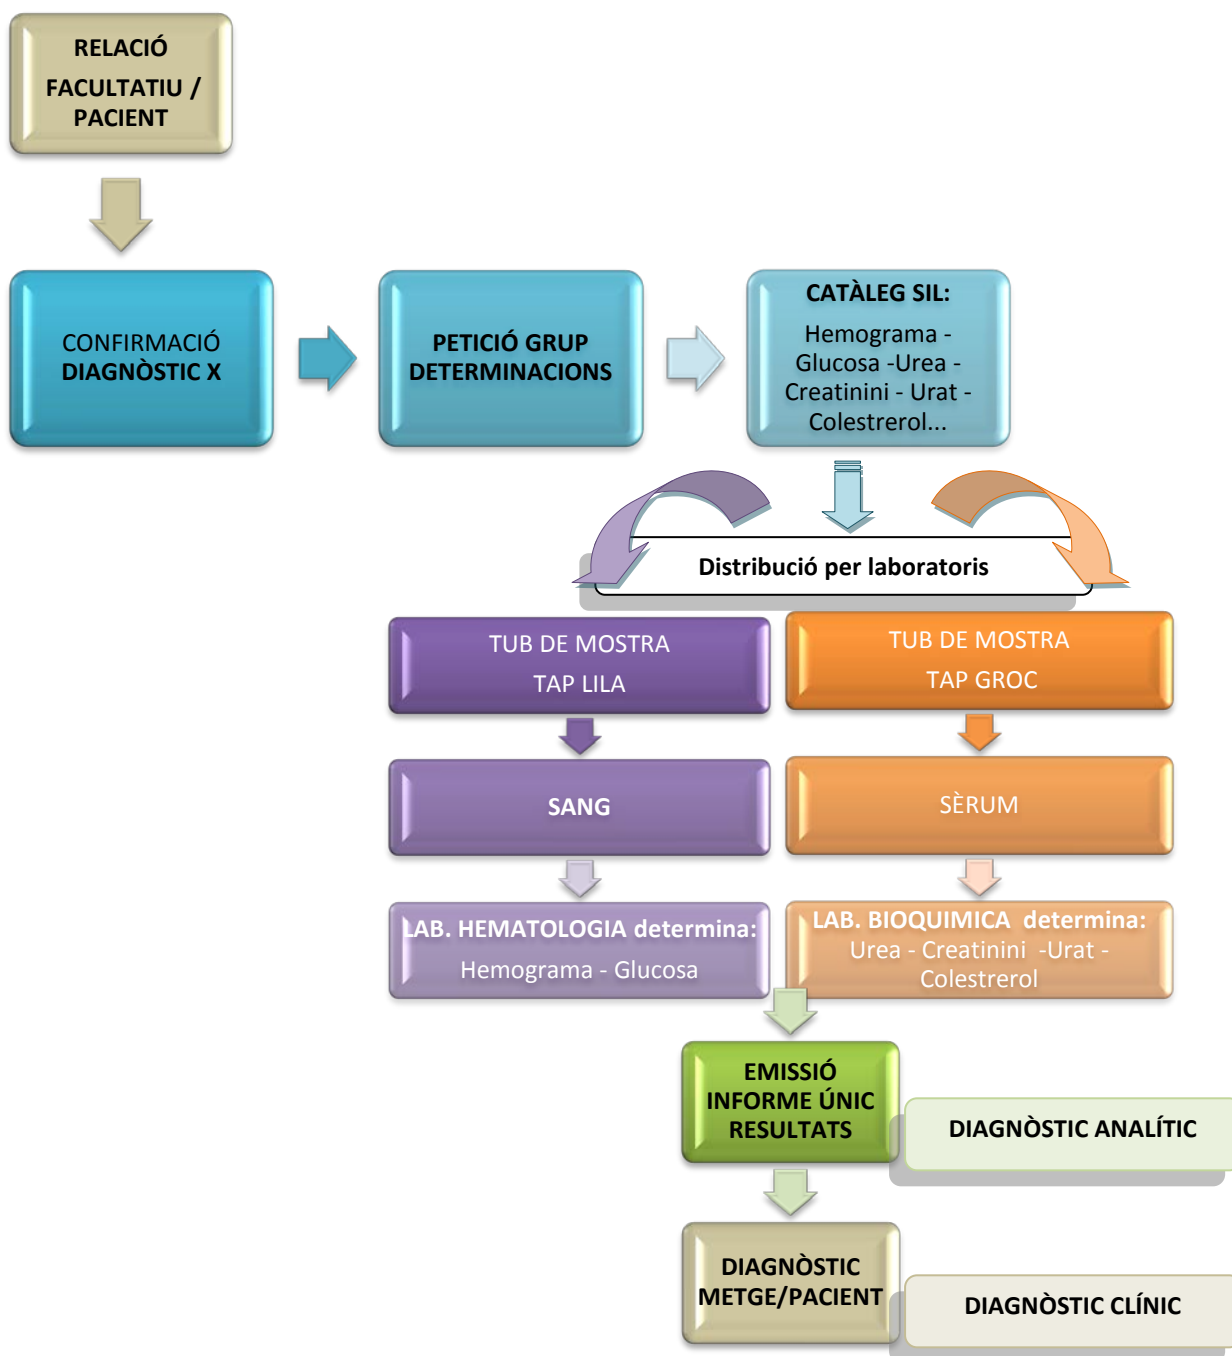 RELACIÓ
FACULTATIU /
PACIENT
CONFIRMACIÓ
DIAGNÒSTIC X
PETICIÓ GRUP
DETERMINACIONS
CATÀLEG SIL:
Hemograma -
Glucosa -Urea -
Creatinini - Urat -
Colestrerol...
Distribució per laboratoris
TUB DE MOSTRA
TAP LILA
TUB DE MOSTRA
TAP GROC
SANG
SÈRUM
LAB. HEMATOLOGIA determina:
Hemograma - Glucosa
LAB. BIOQUIMICA  determina:
Urea - Creatinini  -Urat -
Colestrerol
EMISSIÓ
INFORME ÚNIC
RESULTATS
DIAGNÒSTIC ANALÍTIC
DIAGNÒSTIC
METGE/PACIENT
DIAGNÒSTIC CLÍNIC